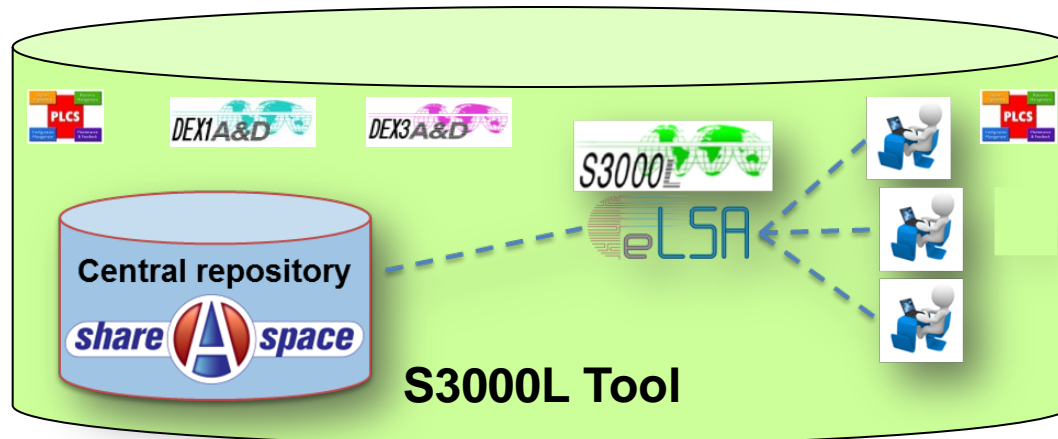 PLCS
DEX1A&D
DEX3A&D
S3000L
PLCS
eLSA
Central repository
share A space
S3000L Tool